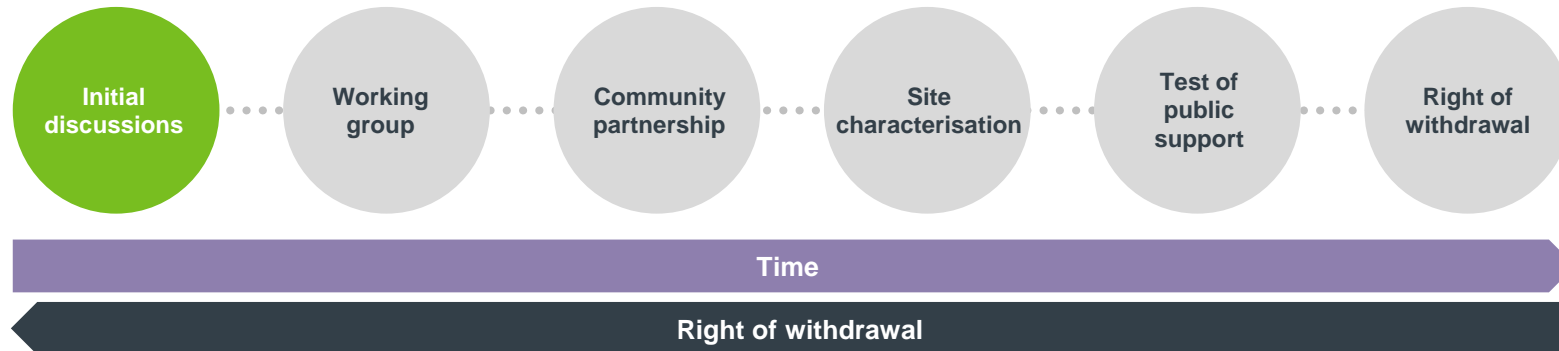 Initial
discussions
Working
group
Community
partnership
Site
characterisation
Test of
public
support
Right of
withdrawal
Time
Right of withdrawal